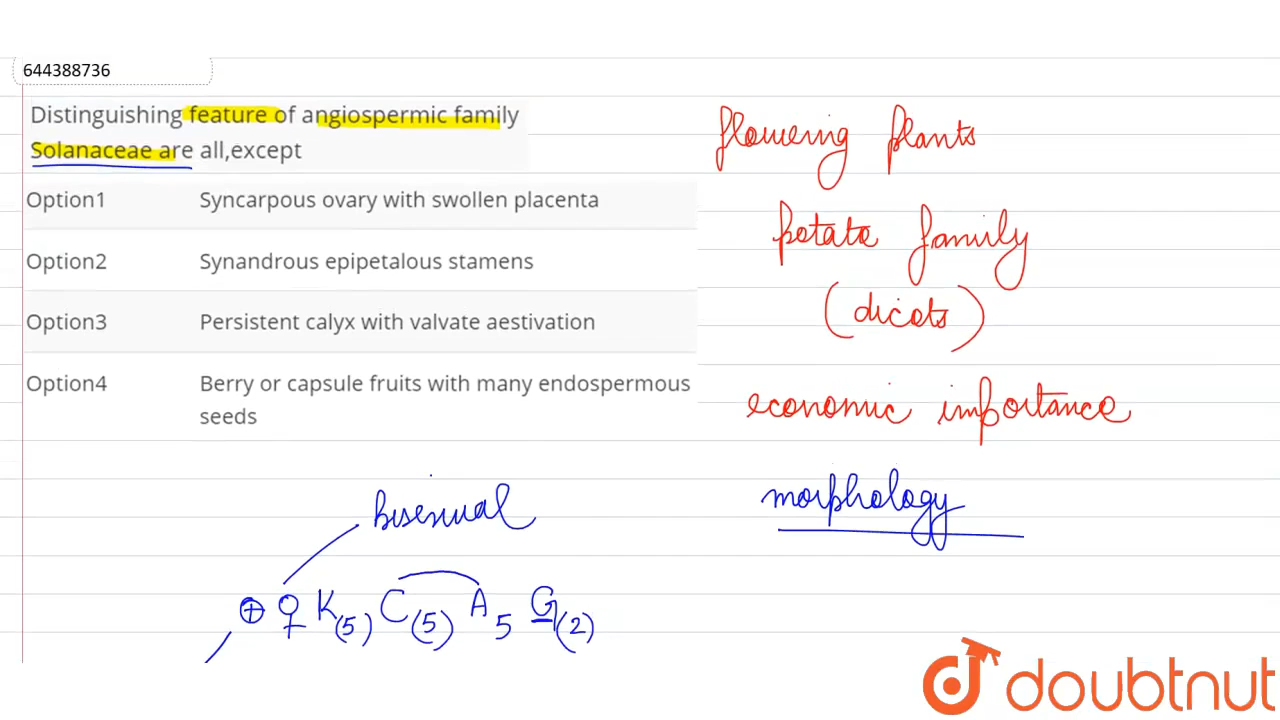 644388736
Distinguishing feature of angiospermic family
Solanaceae are all,except
Option1 Syncarpous ovary with swollen placenta
Option2 Synandrous epipetalous stamens
Option3 Persistent calyx with valvate aestivation
Option4 Berry or capsule fruits with many endospermous
seeds
flowering plants
potato family
(dicots)
economic importance
morphology
bisexual
⊕ ♀ K(5) C(5) A5 G(2)
doubtnut